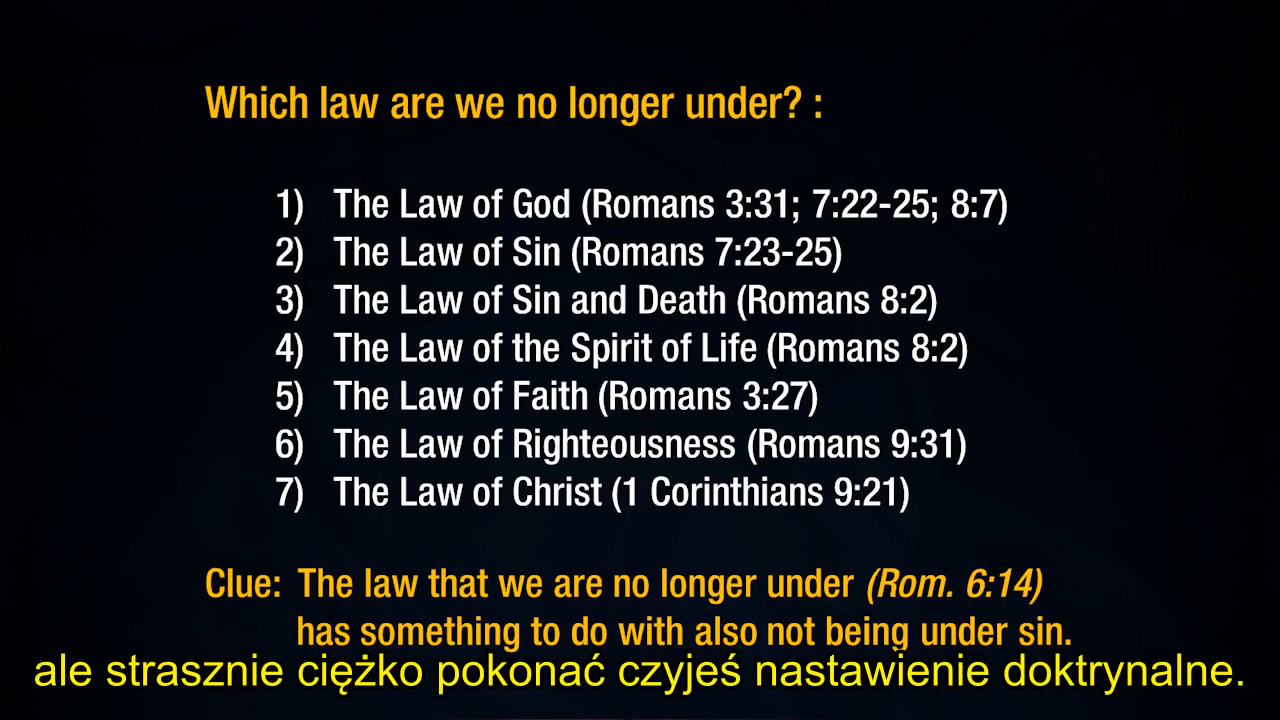 Which law are we no longer under? :
1) The Law of God (Romans 3:31; 7:22-25; 8:7)
2) The Law of Sin (Romans 7:23-25)
3) The Law of Sin and Death (Romans 8:2)
4) The Law of the Spirit of Life (Romans 8:2)
5) The Law of Faith (Romans 3:27)
6) The Law of Righteousness (Romans 9:31)
7) The Law of Christ (1 Corinthians 9:21)
Clue: The law that we are no longer under (Rom. 6:14)
has something to do with also not being under sin.
ale strasznie ciężko pokonać czyjeś nastawienie doktrynalne.